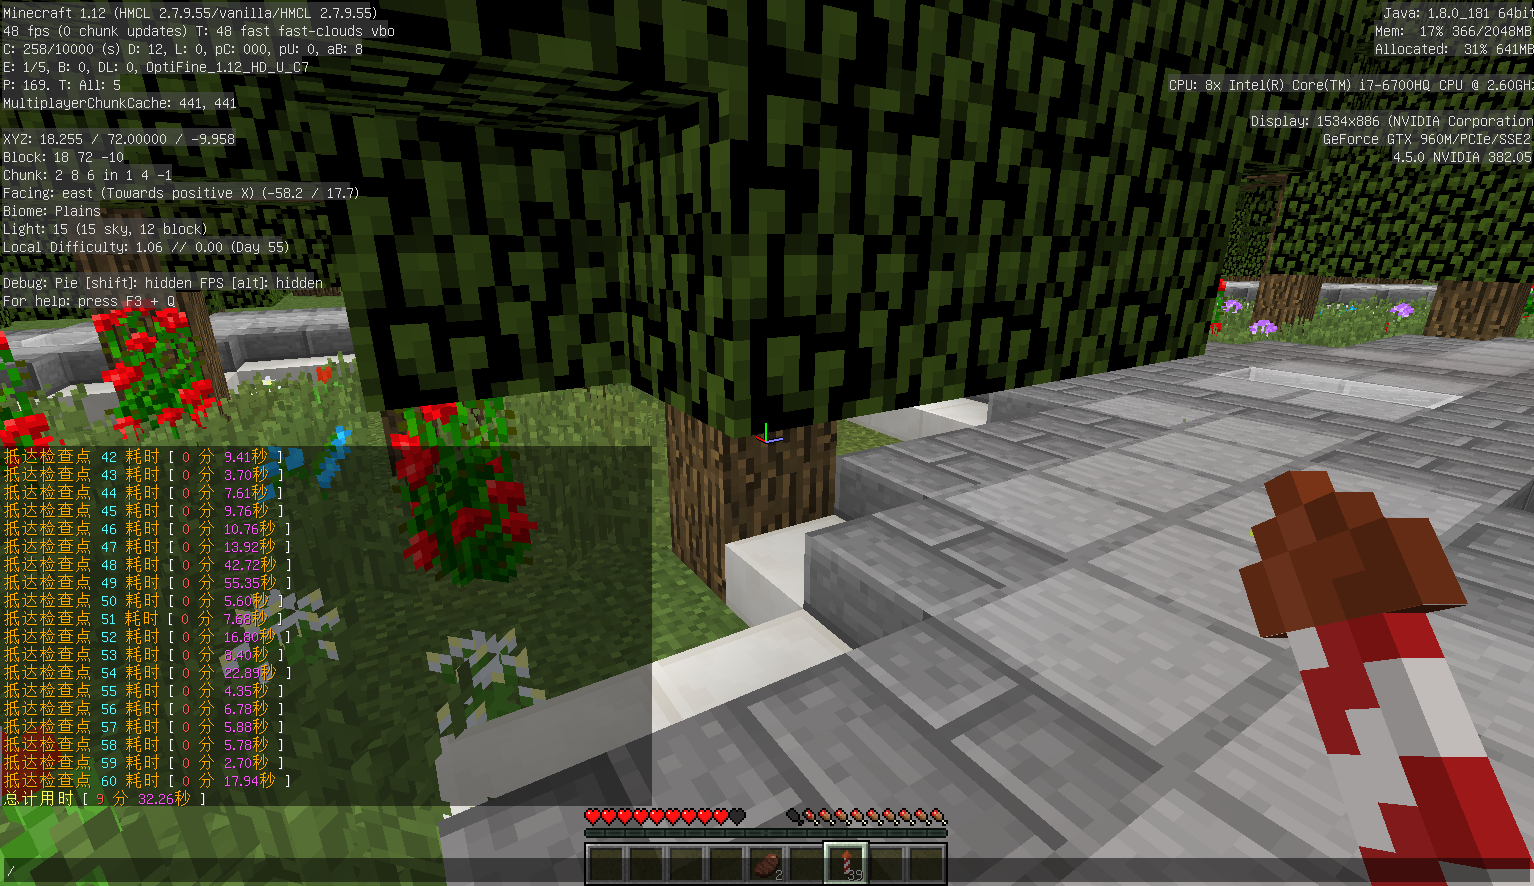 Minecraft 1.12 (HMCL 2.7.9.55/vanilla/HMCL 2.7.9.55)
48 fps (0 chunk updates) T: 48 fast fast-clouds vbo
C: 258/10000 (s) D: 12, L: 0, pC: 000, pU: 0, aB: 8
E: 1/5, B: 0, DL: 0, OptiFine_1.12_HD_U_C7
P: 169. T: All: 5
MultiplayerChunkCache: 441, 441
XYZ: 18.255 / 72.00000 / -9.958
Block: 18 72 -10
Chunk: 2 8 6 in 1 4 -1
Facing: east (Towards positive X) (-58.2 / 17.7)
Biome: Plains
Light: 15 (15 sky, 12 block)
Local Difficulty: 1.06 // 0.00 (Day 55)
Debug: Pie [shift]: hidden FPS [alt]: hidden
For help: press F3 + Q
Java: 1.8.0_181 64bit
Mem: 17% 366/2048MB
Allocated: 31% 641MB
CPU: 8x Intel(R) Core(TM) i7-6700HQ CPU @ 2.60GHz
Display: 1534x886 (NVIDIA Corporation
GeForce GTX 960M/PCIe/SSE2
4.5.0 NVIDIA 382.05
抵达检查点 42 耗时 [ 0 分 9.41秒 ]
抵达检查点 43 耗时 [ 0 分 3.70秒 ]
抵达检查点 44 耗时 [ 0 分 7.61秒 ]
抵达检查点 45 耗时 [ 0 分 9.76秒 ]
抵达检查点 46 耗时 [ 0 分 10.76秒 ]
抵达检查点 47 耗时 [ 0 分 13.92秒 ]
抵达检查点 48 耗时 [ 0 分 42.72秒 ]
抵达检查点 49 耗时 [ 0 分 55.35秒 ]
抵达检查点 50 耗时 [ 0 分 5.60秒 ]
抵达检查点 51 耗时 [ 0 分 7.68秒 ]
抵达检查点 52 耗时 [ 0 分 16.80秒 ]
抵达检查点 53 耗时 [ 0 分 8.40秒 ]
抵达检查点 54 耗时 [ 0 分 22.89秒 ]
抵达检查点 55 耗时 [ 0 分 4.35秒 ]
抵达检查点 56 耗时 [ 0 分 6.78秒 ]
抵达检查点 57 耗时 [ 0 分 5.88秒 ]
抵达检查点 58 耗时 [ 0 分 5.78秒 ]
抵达检查点 59 耗时 [ 0 分 2.70秒 ]
抵达检查点 60 耗时 [ 0 分 17.94秒 ]
总计用时 [ 9 分 32.26秒 ]
2
39
/